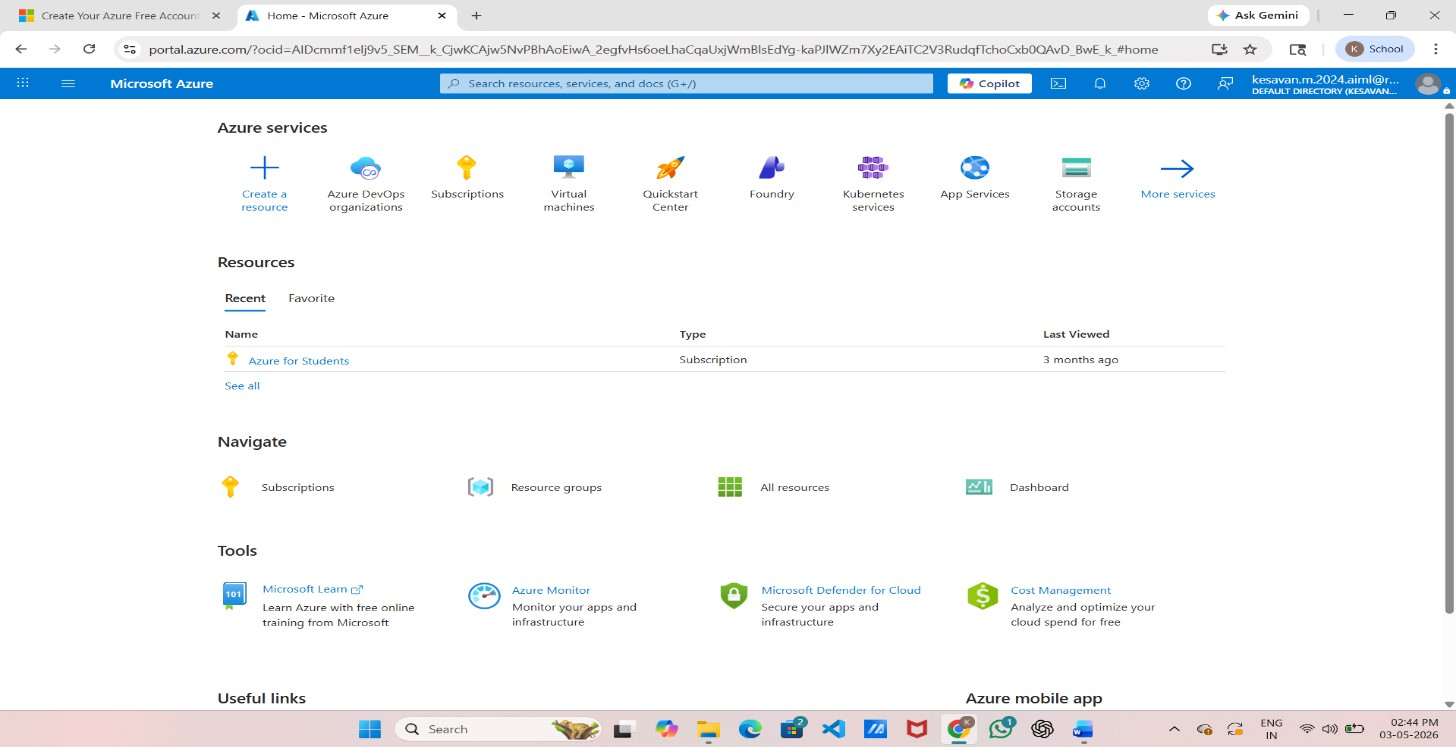 Create Your Azure Free Account
Home - Microsoft Azure
Ask Gemini
portal.azure.com/?ocid=AIDcmmf1elJ9v5_SEM__k_CjwKCAjw5NvPBhAoEiwA_2egfvHs6oeLhaCqaUxjWmBlsEdYg-kaPJlWZm7Xy2EAiTC2V3RudqfTchoCxb0QAvD_BwE_k_#home
K School
Microsoft Azure
Search resources, services, and docs (G+/)
Copilot
kesavan.m.2024.aiml@r...
DEFAULT DIRECTORY (KESAVAN....
Azure services
Create a resource
Azure DevOps organizations
Subscriptions
Virtual machines
Quickstart Center
Foundry
Kubernetes services
App Services
Storage accounts
More services
Resources
Recent Favorite
Name Type Last Viewed
Azure for Students Subscription 3 months ago
See all
Navigate
Subscriptions Resource groups All resources Dashboard
Tools
101
Microsoft Learn
Learn Azure with free online
training from Microsoft
Azure Monitor
Monitor your apps and
infrastructure
Microsoft Defender for Cloud
Secure your apps and
infrastructure
Cost Management
Analyze and optimize your
cloud spend for free
Useful links Azure mobile app
Search
2
K
1
ENG
IN
02:44 PM
03-05-2026